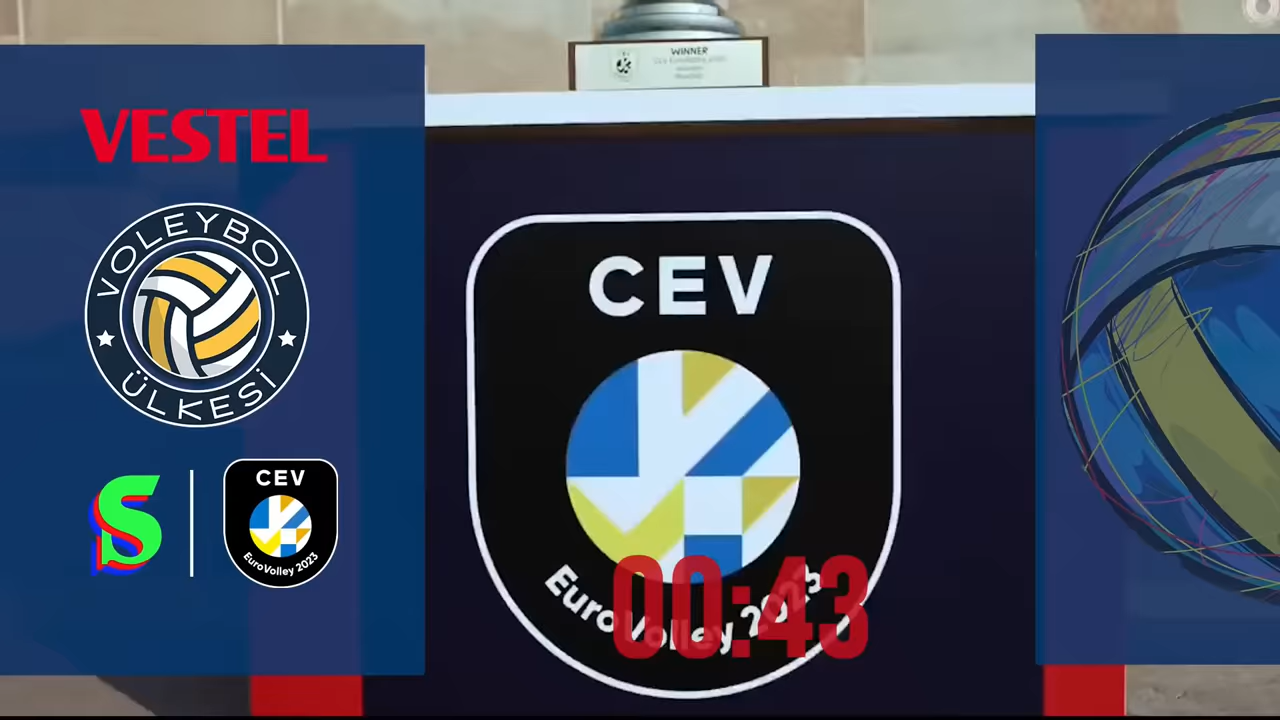 WINNER
VESTEL
VOLEYBOL
ÜLKESİ
S
CEV
EuroVolley 2023
CEV
EuroVolley 2023
00:43